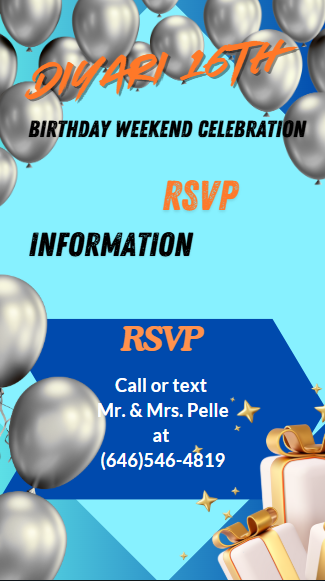 DIYARI 16TH
BIRTHDAY WEEKEND CELEBRATION
RSVP
INFORMATION
RSVP
Call or text
Mr. & Mrs. Pelle
at
(646)546-4819